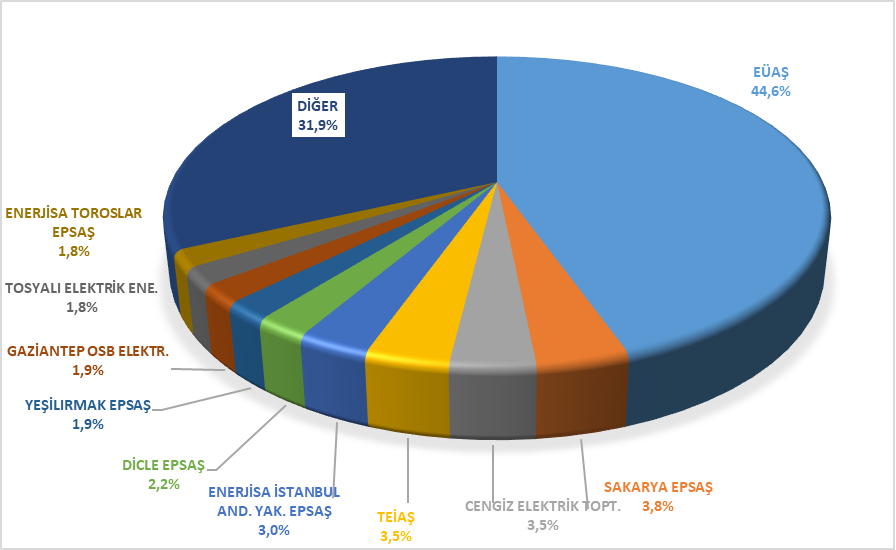 EÜAŞ
44,6%
DİĞER
31,9%
ENERJİSA TOROSLAR
EPSAŞ
1,8%
TOSYALI ELEKTRİK ENE.
1,8%
GAZİANTEP OSB ELEKTR.
1,9%
YEŞİLIRMAK EPSAŞ
1,9%
DİCLE EPSAŞ
2,2%
ENERJİSA İSTANBUL
AND. YAK. EPSAŞ
3,0%
TEİAŞ
3,5%
CENGİZ ELEKTRİK TOPT.
3,5%
SAKARYA EPSAŞ
3,8%